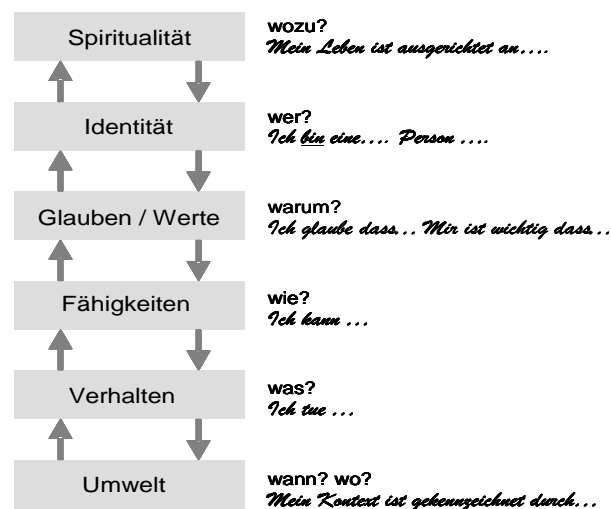 Spiritualität
wozu?
Mein Leben ist ausgerichtet an….
Identität
wer?
Ich bin eine…. Person ….
Glauben / Werte
warum?
Ich glaube dass… Mir ist wichtig dass…
Fähigkeiten
wie?
Ich kann …
Verhalten
was?
Ich tue …
Umwelt
wann? wo?
Mein Kontext ist gekennzeichnet durch…